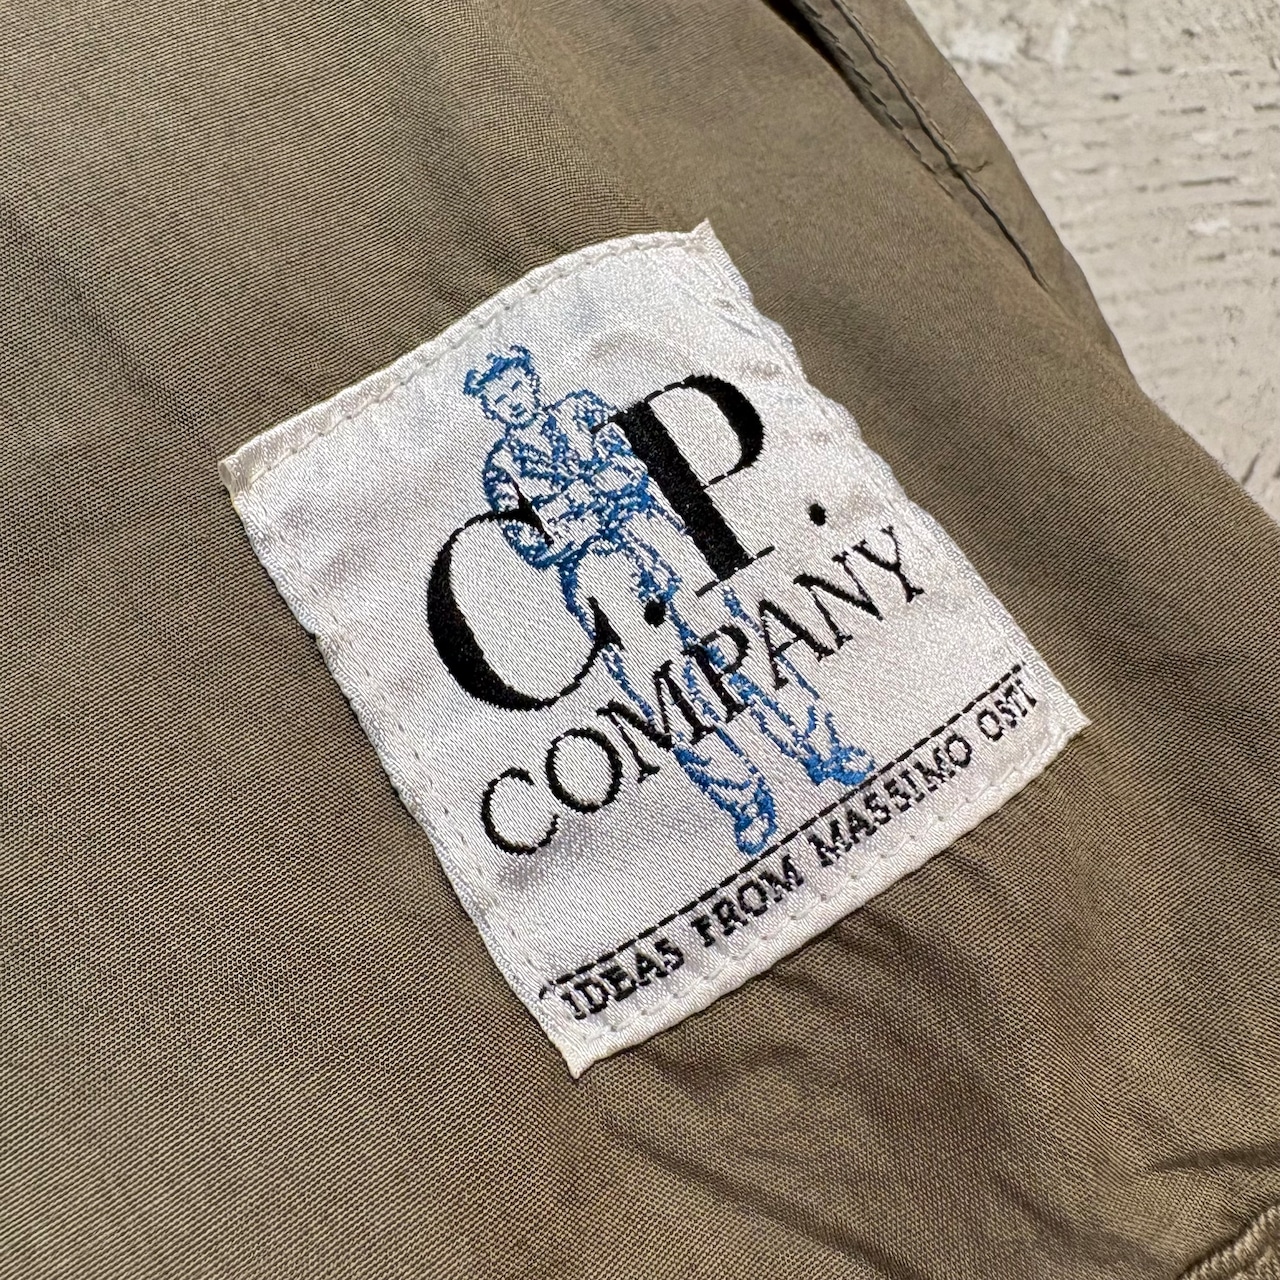 C.P.
COMPANY
IDEAS FROM MASSIMO OSTI